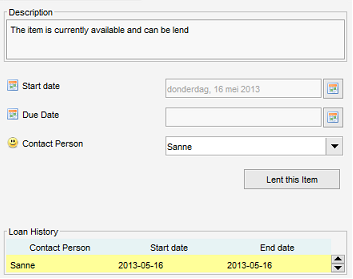 Description
The item is currently available and can be lend
Start date
donderdag, 16 mei 2013
Due Date
Contact Person
Sanne
Lent this Item
Loan History
Contact Person Start date End date
Sanne 2013-05-16 2013-05-16